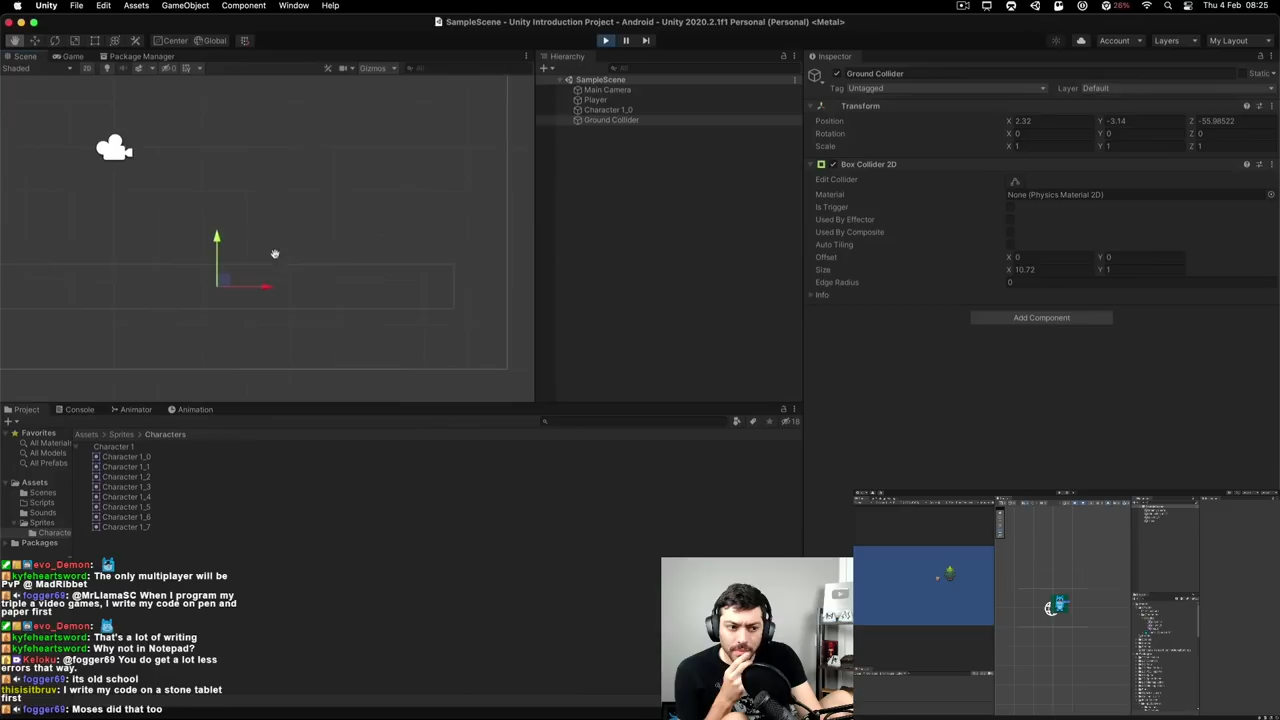 Unity File Edit Assets GameObject Component Window Help 26% Thu 4 Feb 08:25
SampleScene - Unity Introduction Project - Android - Unity 2020.2.1f1 Personal (Personal) <Metal>
Center Global Account Layers My Layout
Scene Game Package Manager
Shaded 2D 0 Gizmos All
Hierarchy
All
SampleScene
Main Camera
Player
Character 1_0
Ground Collider
Inspector
Ground Collider Static
Tag Untagged Layer Default
Transform
Position X 2.32 Y -3.14 Z -55.98522
Rotation X 0 Y 0 Z 0
Scale X 1 Y 1 Z 1
Box Collider 2D
Edit Collider
Material None (Physics Material 2D)
Is Trigger
Used By Effector
Used By Composite
Auto Tiling
Offset X 0 Y 0
Size X 10.72 Y 1
Edge Radius 0
Info
Add Component
Project Console Animator Animation
18
Favorites
All Material
All Models
All Prefabs
Assets
Scenes
Scripts
Sounds
Sprites
Characte
Packages
Assets Sprites Characters
Character 1
Character 1_0
Character 1_1
Character 1_2
Character 1_3
Character 1_4
Character 1_5
Character 1_6
Character 1_7
evo_Demon:
kyfeheartsword: The only multiplayer will be
PvP @ MadRibbet
fogger69: @MrLlamaSC When I program my
triple a video games, I write my code on pen and
paper first
evo_Demon:
kyfeheartsword: That's a lot of writing
kyfeheartsword: Why not in Notepad?
Keloku: @fogger69 You do get a lot less
errors that way.
fogger69: its old school
thisisitbruv: I write my code on a stone tablet
first
fogger69: Moses did that too